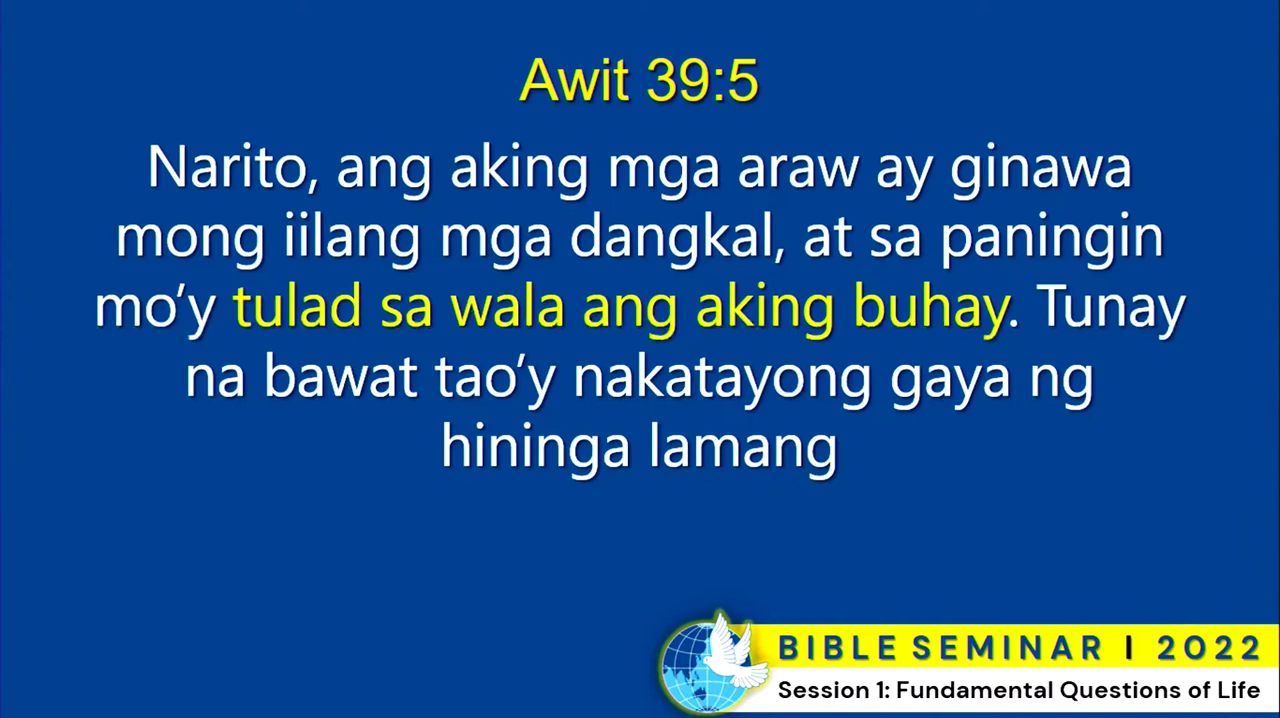 Awit 39:5
Narito, ang aking mga araw ay ginawa
mong iilang mga dangkal, at sa paningin
mo’y tulad sa wala ang aking buhay. Tunay
na bawat tao’y nakatayong gaya ng
hininga lamang
BIBLE SEMINAR | 2022
Session 1: Fundamental Questions of Life